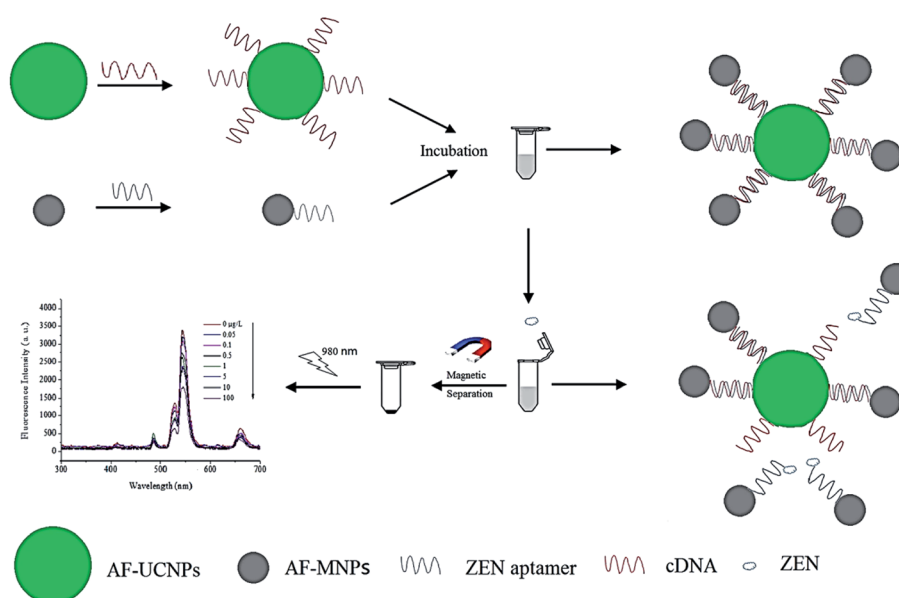 Incubation
Fluorescence Intensity (a. u.)
4000
3500
3000
2500
2000
1500
1000
500
0
300
400
500
600
700
Wavelength (nm)
0 µg/L
0.05
0.1
0.5
1
5
10
100
980 nm
Magnetic
Separation
AF-UCNPs
AF-MNPs
ZEN aptamer
cDNA
ZEN